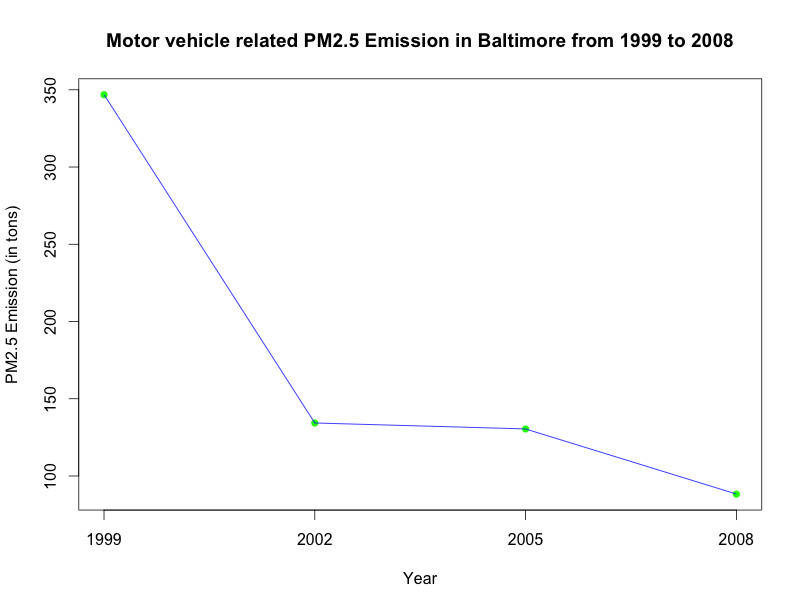 Motor vehicle related PM2.5 Emission in Baltimore from 1999 to 2008
PM2.5 Emission (in tons)
350
300
250
200
150
100
1999 2002 2005 2008
Year